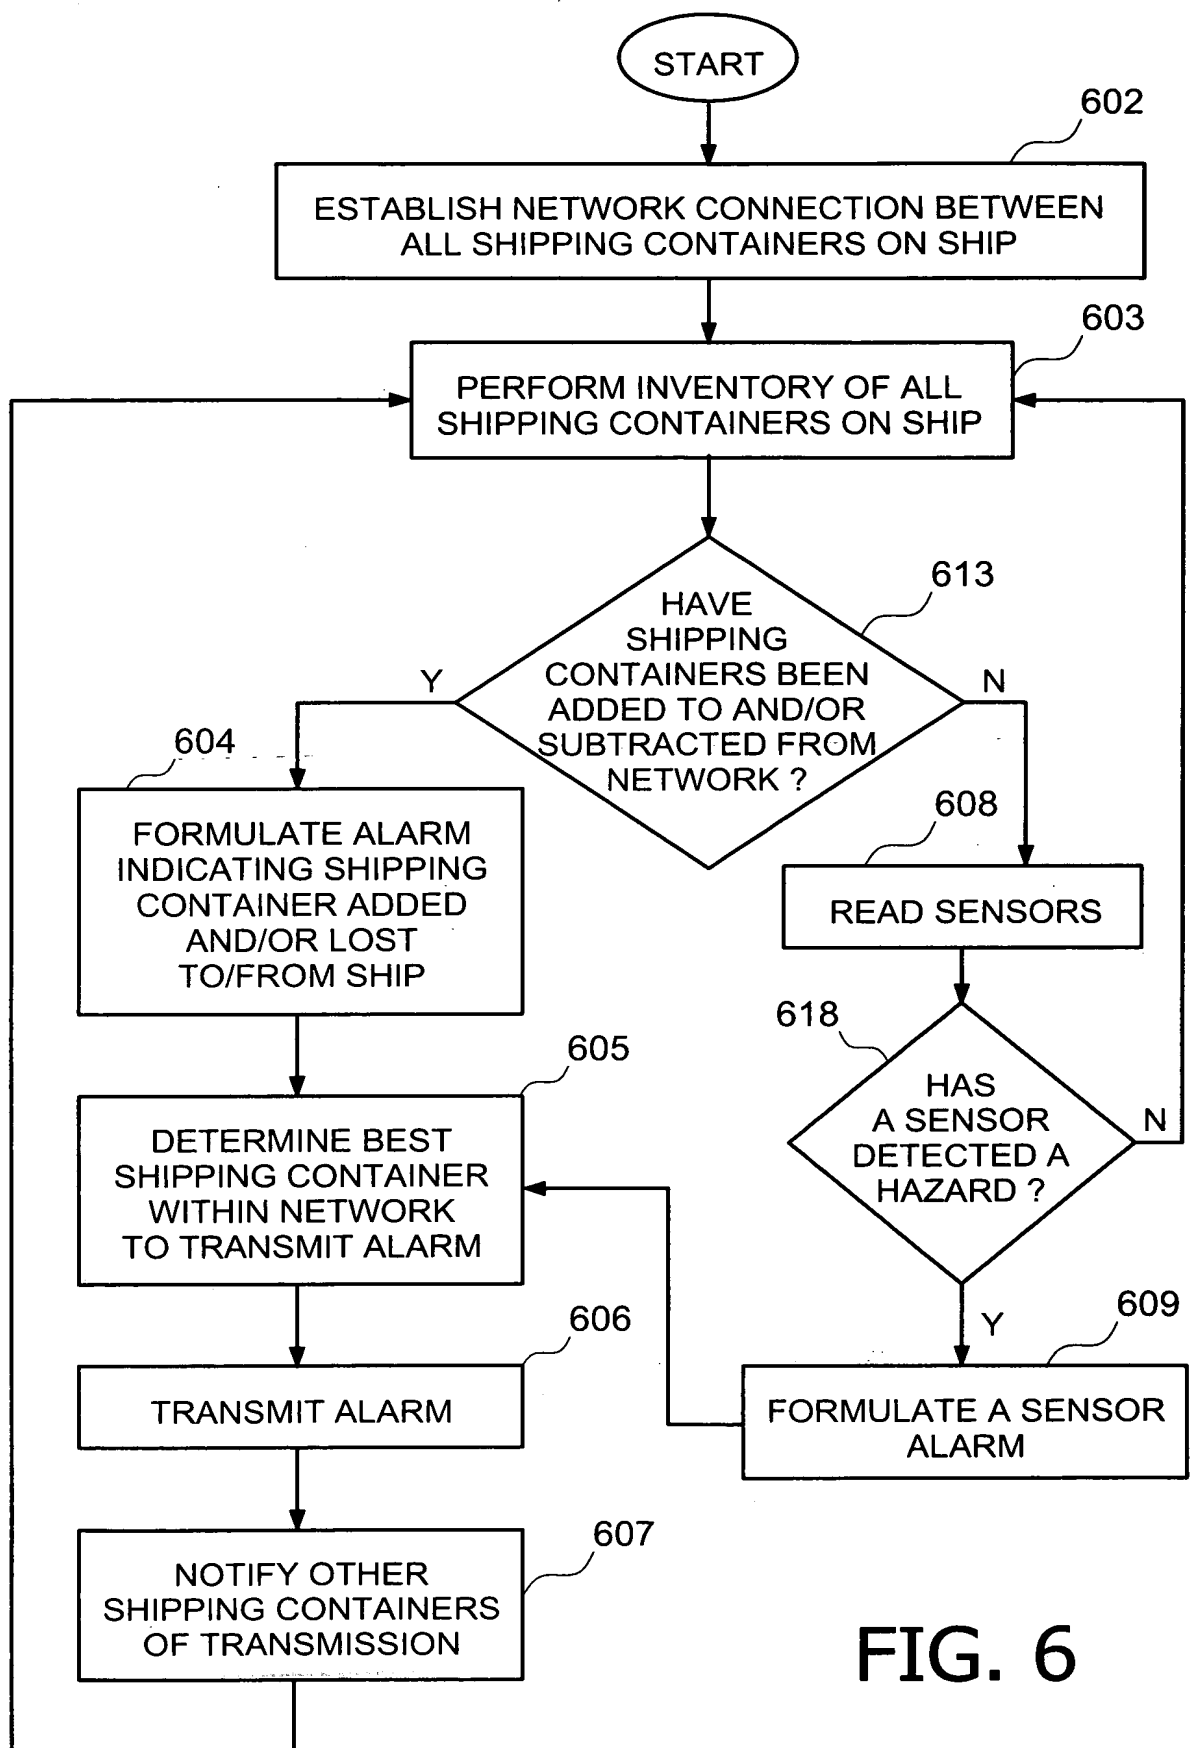 START
602
ESTABLISH NETWORK CONNECTION BETWEEN
ALL SHIPPING CONTAINERS ON SHIP
603
PERFORM INVENTORY OF ALL
SHIPPING CONTAINERS ON SHIP
613
HAVE
SHIPPING
CONTAINERS BEEN
ADDED TO AND/OR
SUBTRACTED FROM
NETWORK ?
Y
N
604
FORMULATE ALARM
INDICATING SHIPPING
CONTAINER ADDED
AND/OR LOST
TO/FROM SHIP
608
READ SENSORS
618
HAS
A SENSOR
DETECTED A
HAZARD ?
N
Y
605
DETERMINE BEST
SHIPPING CONTAINER
WITHIN NETWORK
TO TRANSMIT ALARM
609
FORMULATE A SENSOR
ALARM
606
TRANSMIT ALARM
607
NOTIFY OTHER
SHIPPING CONTAINERS
OF TRANSMISSION
FIG. 6